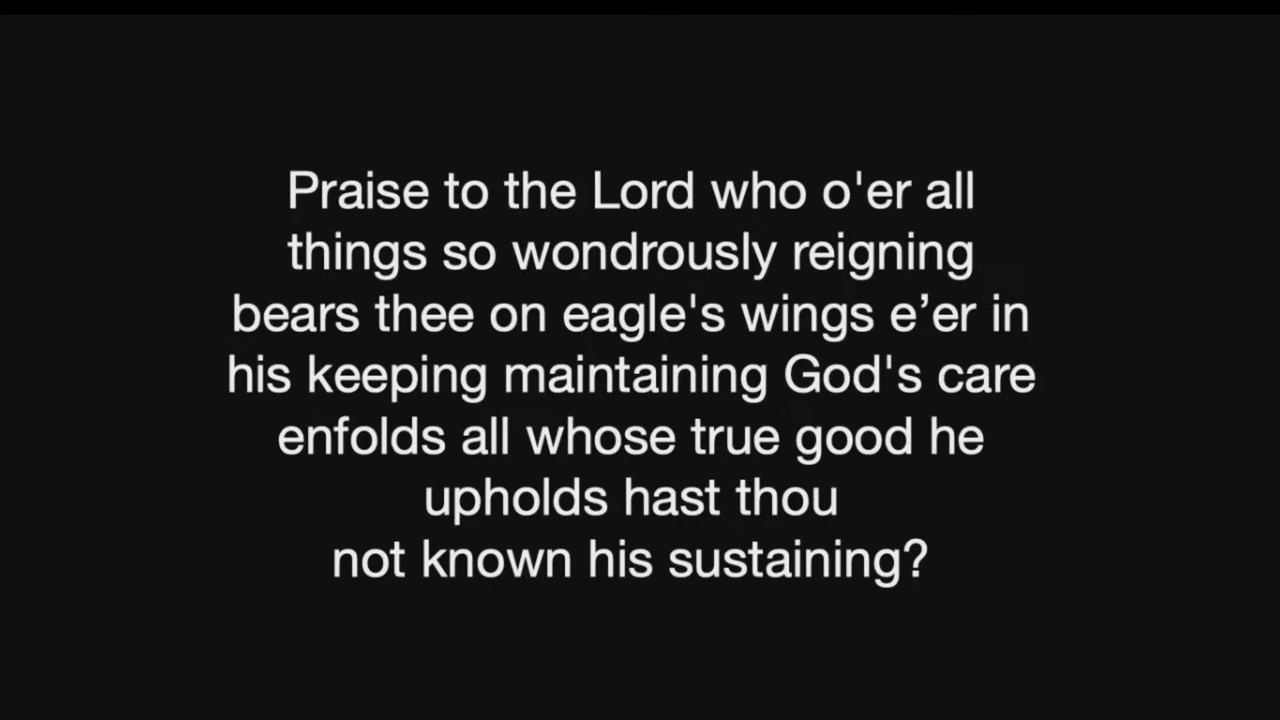 Praise to the Lord who o'er all
things so wondrously reigning
bears thee on eagle's wings e’er in
his keeping maintaining God's care
enfolds all whose true good he
upholds hast thou
not known his sustaining?